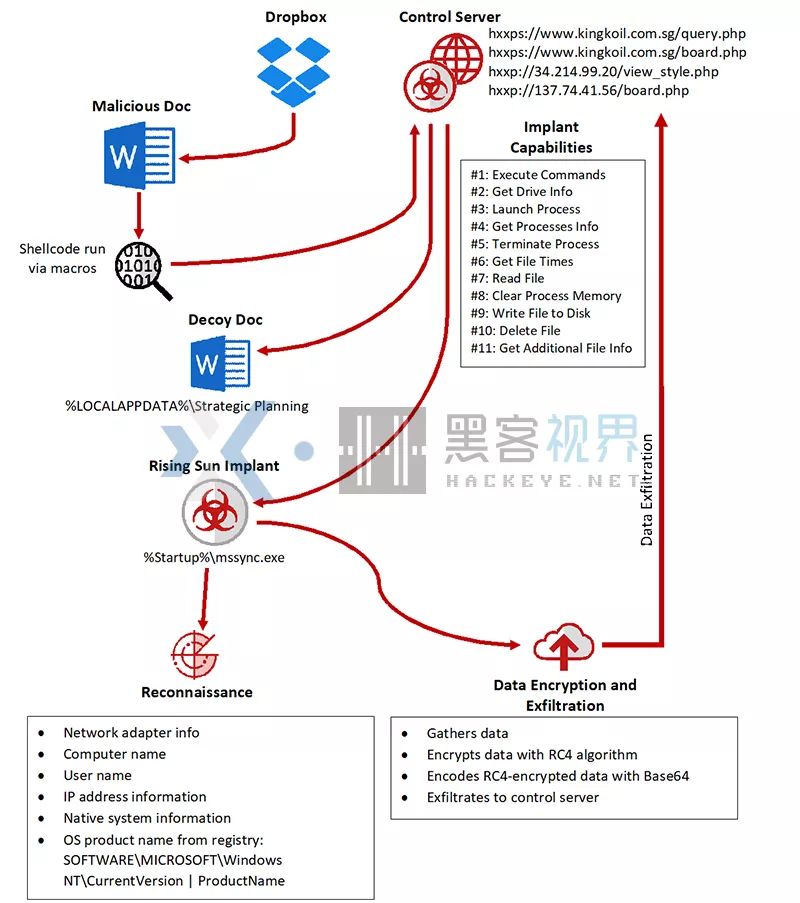 Dropbox
Control Server
hxxps://www.kingkoil.com.sg/query.php
hxxps://www.kingkoil.com.sg/board.php
hxxp://34.214.99.20/view_style.php
hxxp://137.74.41.56/board.php
Malicious Doc
W
Shellcode run
via macros
010
01010
001
Implant
Capabilities
#1: Execute Commands
#2: Get Drive Info
#3: Launch Process
#4: Get Processes Info
#5: Terminate Process
#6: Get File Times
#7: Read File
#8: Clear Process Memory
#9: Write File to Disk
#10: Delete File
#11: Get Additional File Info
Decoy Doc
W
%LOCALAPPDATA%\Strategic Planning
黑客视界
HACKEYE.NET
Rising Sun Implant
%Startup%\mssync.exe
Data Exfiltration
Reconnaissance
• Network adapter info
• Computer name
• User name
• IP address information
• Native system information
• OS product name from registry:
SOFTWARE\MICROSOFT\Windows
NT\CurrentVersion | ProductName
Data Encryption and
Exfiltration
• Gathers data
• Encrypts data with RC4 algorithm
• Encodes RC4-encrypted data with Base64
• Exfiltrates to control server